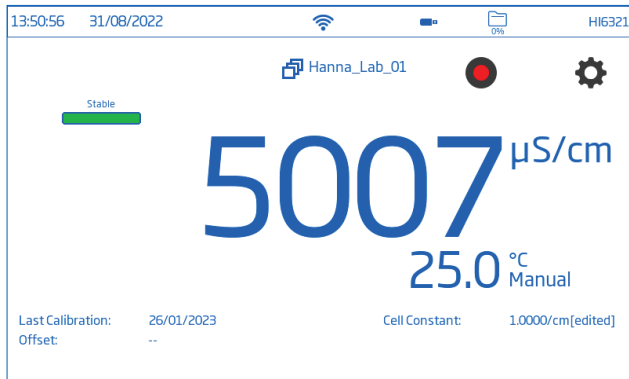 13:50:56 31/08/2022 0% HI6321
Hanna_Lab_01
Stable
5007 µS/cm
25.0 °C
Manual
Last Calibration: 26/01/2023 Cell Constant: 1.0000/cm[edited]
Offset: --